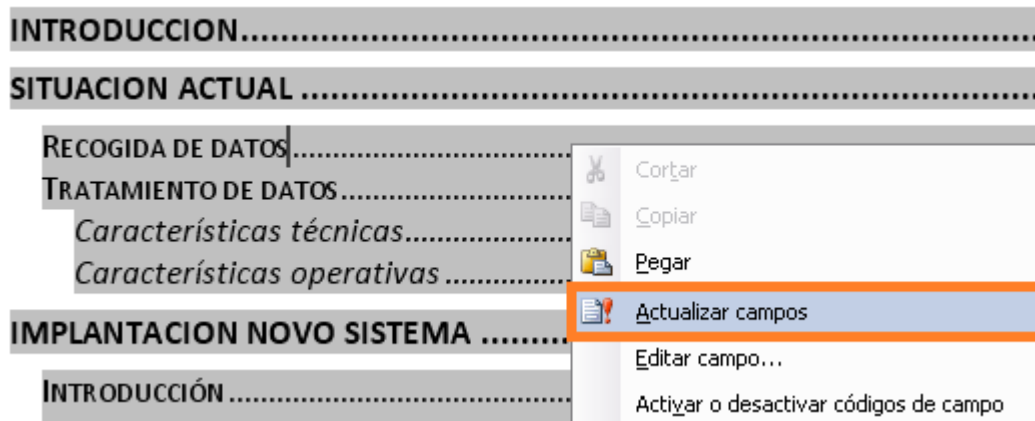 INTRODUCCION................................................................
SITUACION ACTUAL ................................................................
RECOGIDA DE DATOS................................
TRATAMIENTO DE DATOS..........................
Características técnicas....................
Características operativas ...............
IMPLANTACION NOVO SISTEMA ..........
INTRODUCCIÓN .......................................
Cortar
Copiar
Pegar
Actualizar campos
Editar campo...
Activar o desactivar códigos de campo